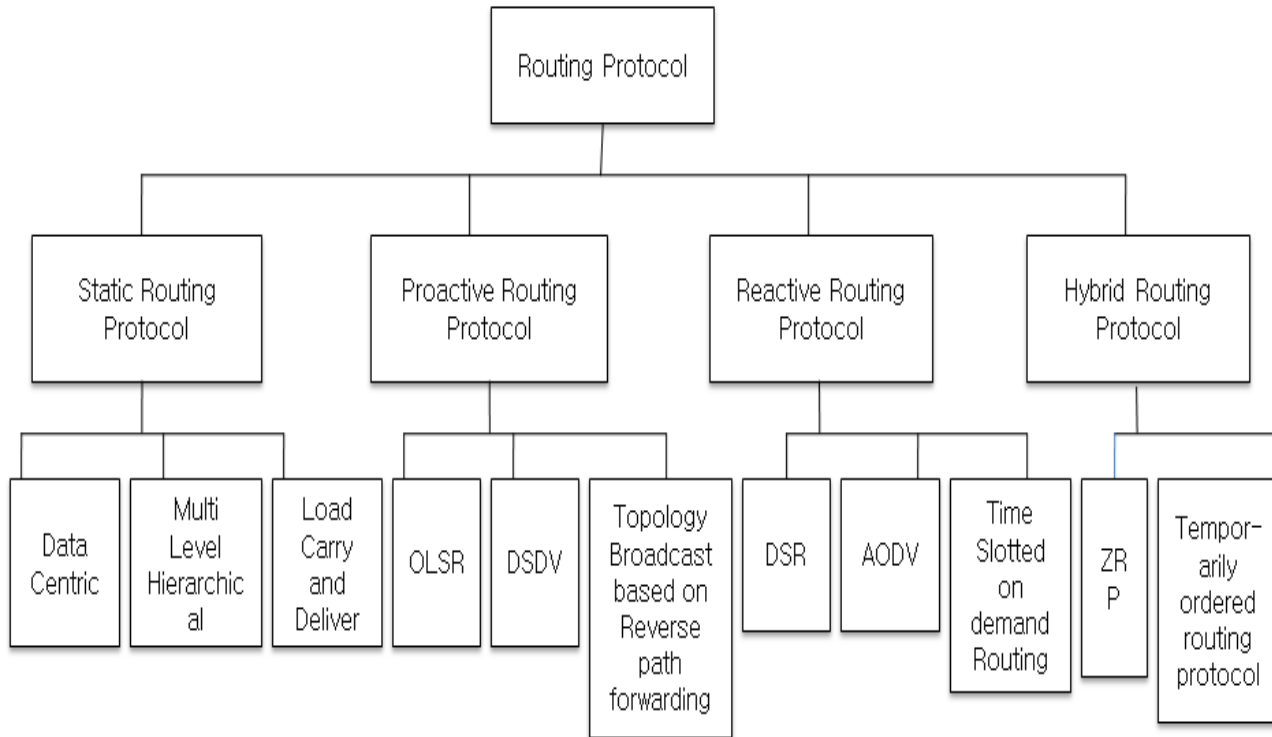 Routing Protocol
Static Routing
Protocol
Proactive Routing
Protocol
Reactive Routing
Protocol
Hybrid Routing
Protocol
Data
Centric
Multi
Level
Hierarchic
al
Load
Carry
and
Deliver
OLSR
DSDV
Topology
Broadcast
based on
Reverse
path
forwarding
DSR
AODV
Time
Slotted
on
demand
Routing
ZR
P
Tempor-
arily
ordered
routing
protocol